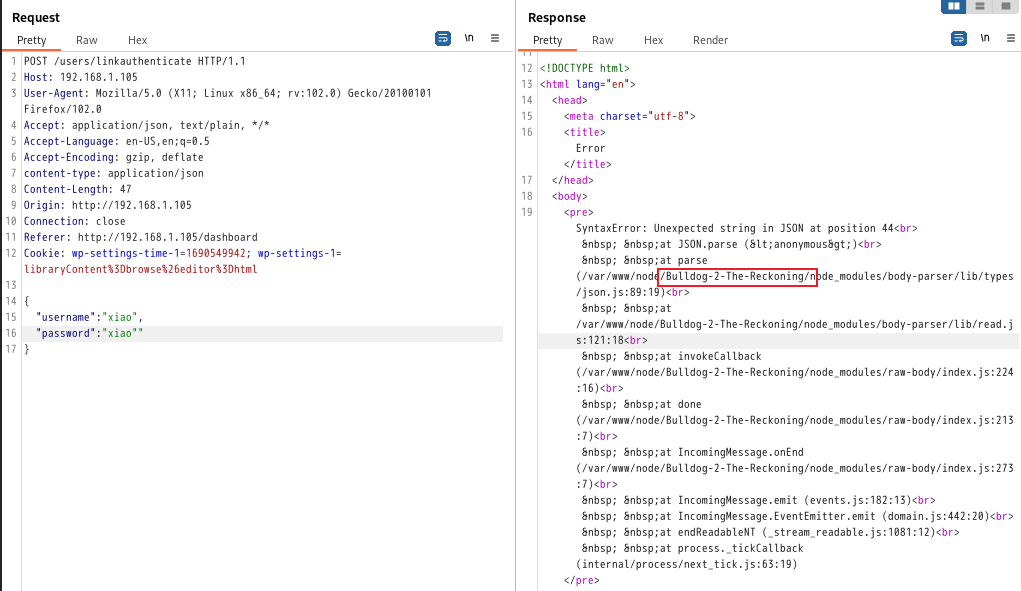 Request
Pretty
Raw
Hex
\n
1 POST /users/linkauthenticate HTTP/1.1
2 Host: 192.168.1.105
3 User-Agent: Mozilla/5.0 (X11; Linux x86_64; rv:102.0) Gecko/20100101
Firefox/102.0
4 Accept: application/json, text/plain, */*
5 Accept-Language: en-US,en;q=0.5
6 Accept-Encoding: gzip, deflate
7 content-type: application/json
8 Content-Length: 47
9 Origin: http://192.168.1.105
10 Connection: close
11 Referer: http://192.168.1.105/dashboard
12 Cookie: wp-settings-time-1=1690549942; wp-settings-1=
libraryContent%3Dbrowse%26editor%3Dhtml
13
14 {
15 "username":"xiao",
16 "password":"xiao""
17 }
Response
Pretty
Raw
Hex
Render
\n
11
12 <!DOCTYPE html>
13 <html lang="en">
14 <head>
15 <meta charset="utf-8">
16 <title>
Error
</title>
17 </head>
18 <body>
19 <pre>
SyntaxError: Unexpected string in JSON at position 44<br>
&nbsp; &nbsp;at JSON.parse (&lt;anonymous&gt;)<br>
&nbsp; &nbsp;at parse
(/var/www/node/Bulldog-2-The-Reckoning/node_modules/body-parser/lib/types
/json.js:89:19)<br>
&nbsp; &nbsp;at
/var/www/node/Bulldog-2-The-Reckoning/node_modules/body-parser/lib/read.j
s:121:18<br>
&nbsp; &nbsp;at invokeCallback
(/var/www/node/Bulldog-2-The-Reckoning/node_modules/raw-body/index.js:224
:16)<br>
&nbsp; &nbsp;at done
(/var/www/node/Bulldog-2-The-Reckoning/node_modules/raw-body/index.js:213
:7)<br>
&nbsp; &nbsp;at IncomingMessage.onEnd
(/var/www/node/Bulldog-2-The-Reckoning/node_modules/raw-body/index.js:273
:7)<br>
&nbsp; &nbsp;at IncomingMessage.emit (events.js:182:13)<br>
&nbsp; &nbsp;at IncomingMessage.EventEmitter.emit (domain.js:442:20)<br>
&nbsp; &nbsp;at endReadableNT (_stream_readable.js:1081:12)<br>
&nbsp; &nbsp;at process._tickCallback
(internal/process/next_tick.js:63:19)
</pre>